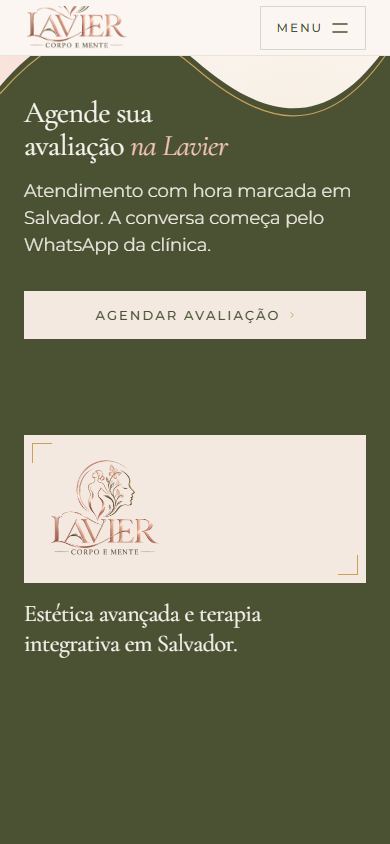 LAVIER
CORPO E MENTE
MENU
Agende sua
avaliação na Lavier
Atendimento com hora marcada em
Salvador. A conversa começa pelo
WhatsApp da clínica.
AGENDAR AVALIAÇÃO
LAVIER
CORPO E MENTE
Estética avançada e terapia
integrativa em Salvador.